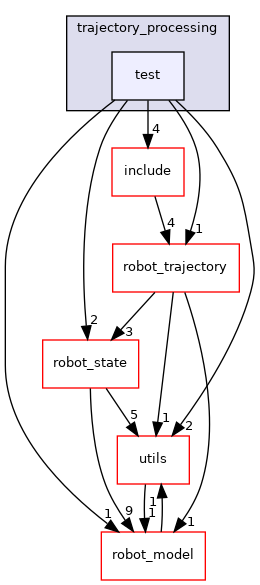 trajectory_processing
test
4
include
4
1
robot_trajectory
2
3
robot_state
5
1
2
utils
1
1
9
1
1
robot_model